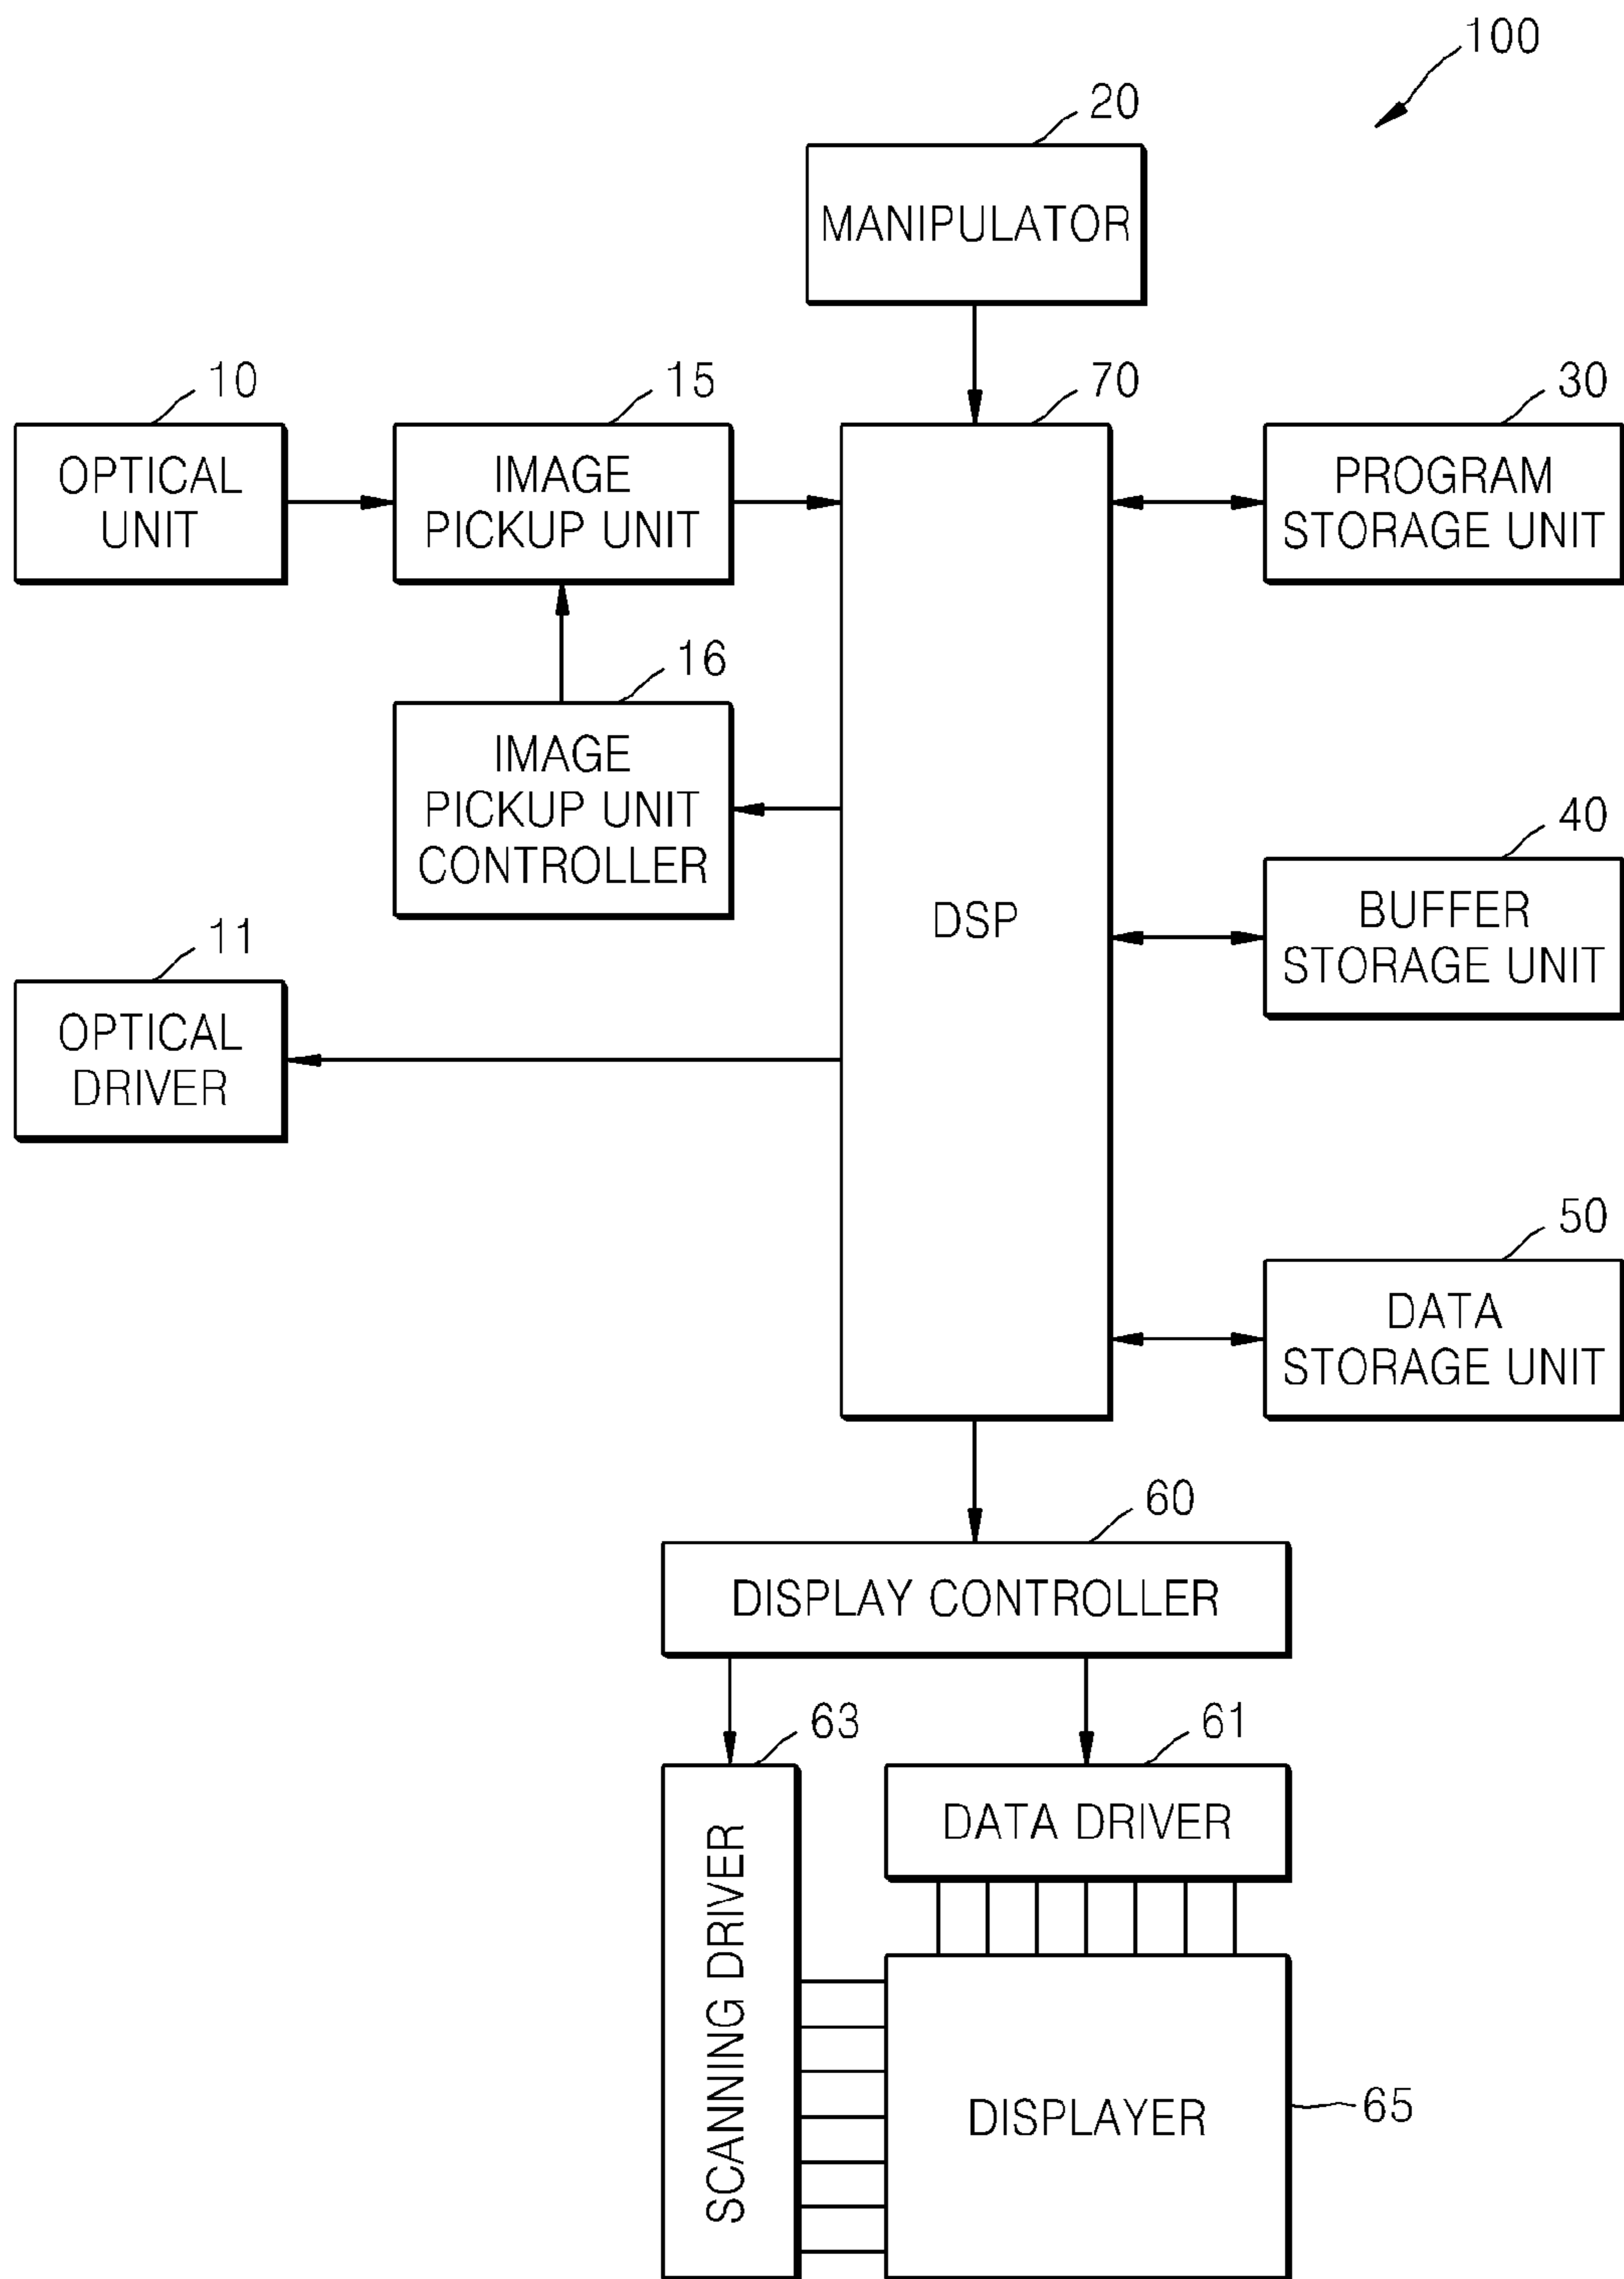 100
20
MANIPULATOR
10
15
70
30
OPTICAL
UNIT
IMAGE
PICKUP UNIT
PROGRAM
STORAGE UNIT
16
IMAGE
PICKUP UNIT
CONTROLLER
DSP
40
BUFFER
STORAGE UNIT
11
OPTICAL
DRIVER
50
DATA
STORAGE UNIT
60
DISPLAY CONTROLLER
63
61
SCANNING DRIVER
DATA DRIVER
DISPLAYER
65